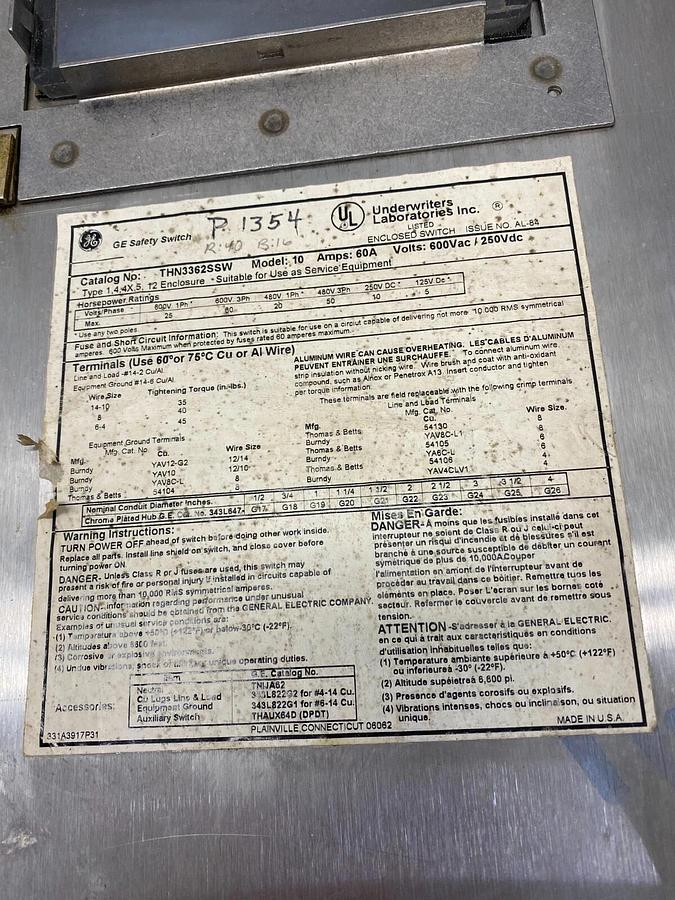 P. 1354
R:40 B:16
GE Safety Switch
UL
Underwriters
Laboratories Inc. ®
LISTED
ENCLOSED SWITCH ISSUE NO. AL-84
Catalog No: THN3362SSW Model: 10 Amps: 60A Volts: 600Vac / 250Vdc
Type 1,4,4X,5, 12 Enclosure * Suitable for Use as Service Equipment
Horsepower Ratings
Volts/Phase 600V 1Ph * 600V 3Ph 480V 1Ph * 480V 3Ph 250V DC * 125V Dc *
Max. 25 60 20 50 10 5
* Use any two poles
Fuse and Short Circuit Information: This switch is suitable for use on a circuit capable of delivering not more 10,000 RMS symmetrical
amperes. 600 Volts Maximum when protected by fuses rated 60 amperes maximum.
Terminals (Use 60°or 75°C Cu or Al Wire)
Line and Load -#14-2 Cu/Al
Equipment Ground #14-6 Cu/Al.
Wire Size Tightening Torque (in-lbs.)
14-10 35
8 40
6-4 45
Equipment Ground Terminals
Mfg. Cat. No. Cu.
Mfg. Wire Size
Burndy YAV12-G2 12/14
Burndy YAV10 12/10
Burndy YAV8C-L 8
Thomas & Betts 54104 8
ALUMINUM WIRE CAN CAUSE OVERHEATING. LES'CABLES D'ALUMINUM
PEUVENT ENTRAINER UNE SURCHAUFFE. To connect aluminum wire,
strip insulation without nicking wire. Wire brush and coat with anti-oxidant
compound, such as Alnox or Penetrox A13. Insert conductor and tighten
per torque information.
These terminals are field replaceable with the following crimp terminals
Line and Load Terminals
Mfg. Cat. No.
Mfg. Cu. Wire Size.
Thomas & Betts 54130 8
Burndy YAV8C-L1 8
Thomas & Betts 54105 6
Burndy YA6C-L 6
Thomas & Betts 54106 4
Burndy YAV4CLV1 4
Nominal Conduit Diameter Inches. 1/2 3/4 1 1 1/4 1 1/2 2 2 1/2 3 3 1/2 4
Chrome Plated Hub G.E. Cat. No. 343L647- G17 G18 G19 G20 G21 G22 G23 G24 G25 G26
Warning Instructions:
TURN POWER OFF ahead of switch before doing other work inside.
Replace all parts. Install line shield on switch, and close cover before
turning power ON.
DANGER- Unless Class R or J fuses are used, this switch may
present a risk of fire or personal injury if installed in circuits capable of
delivering more than 10,000 RMS symmetrical amperes.
CAUTION- information regarding performance under unusual
service conditions should be obtained from the GENERAL ELECTRIC COMPANY.
Examples of unusual service conditions are:
(1) Temperature above +50°C (+122°F)or below-30°C (-22°F).
(2) Altitudes above 6600 feet.
(3) Corrosive or explosive environments.
(4) Undue vibrations, shock or unique operating duties.
Accessories:
Item G.E. Catalog No.
Neutral TNIJA62
Cu Lugs Line & Load 343L822G2 for #4-14 Cu.
Equipment Ground 343L822G1 for #6-14 Cu.
Auxiliary Switch THAUX64D (DPDT)
Mises En Garde:
DANGER-A moins que les fusibles installed dans cet
interrupteur ne soient de Class R ou J celui-ci peut
présenter un risqui d'incendie et dé blessures s'il est
branché à une source susceptible de débiter un courant
symétrique de plus de 10,000A.Couper
l'alimentation en amont de l'interrupteur avant de
procéder au travail dans ce bôitier. Remettre tuos les
eléments en place. Poser L'ecran sur les bornes coté
secteur. Refermer le couvercle avant de remettre sous
tension.
ATTENTION -S'adresser à la GENERAL ELECTRIC.
en ce qui à trait aux caractéristiques en conditions
d'utilisation inhabituelles telles que:
(1) Temperature ambiante supérieure à +50°C (+122°F)
ou inferieureà -30° (-22°F).
(2) Altitude supéietreà 6,600 pi.
(3) Presence d'agents corosifs ou explosifs.
(4) Vibrations intenses, chocs ou inclinaison, ou situation
unique.
331A3917P31
PLAINVILLE CONNECTICUT 06062
MADE IN U.S.A.